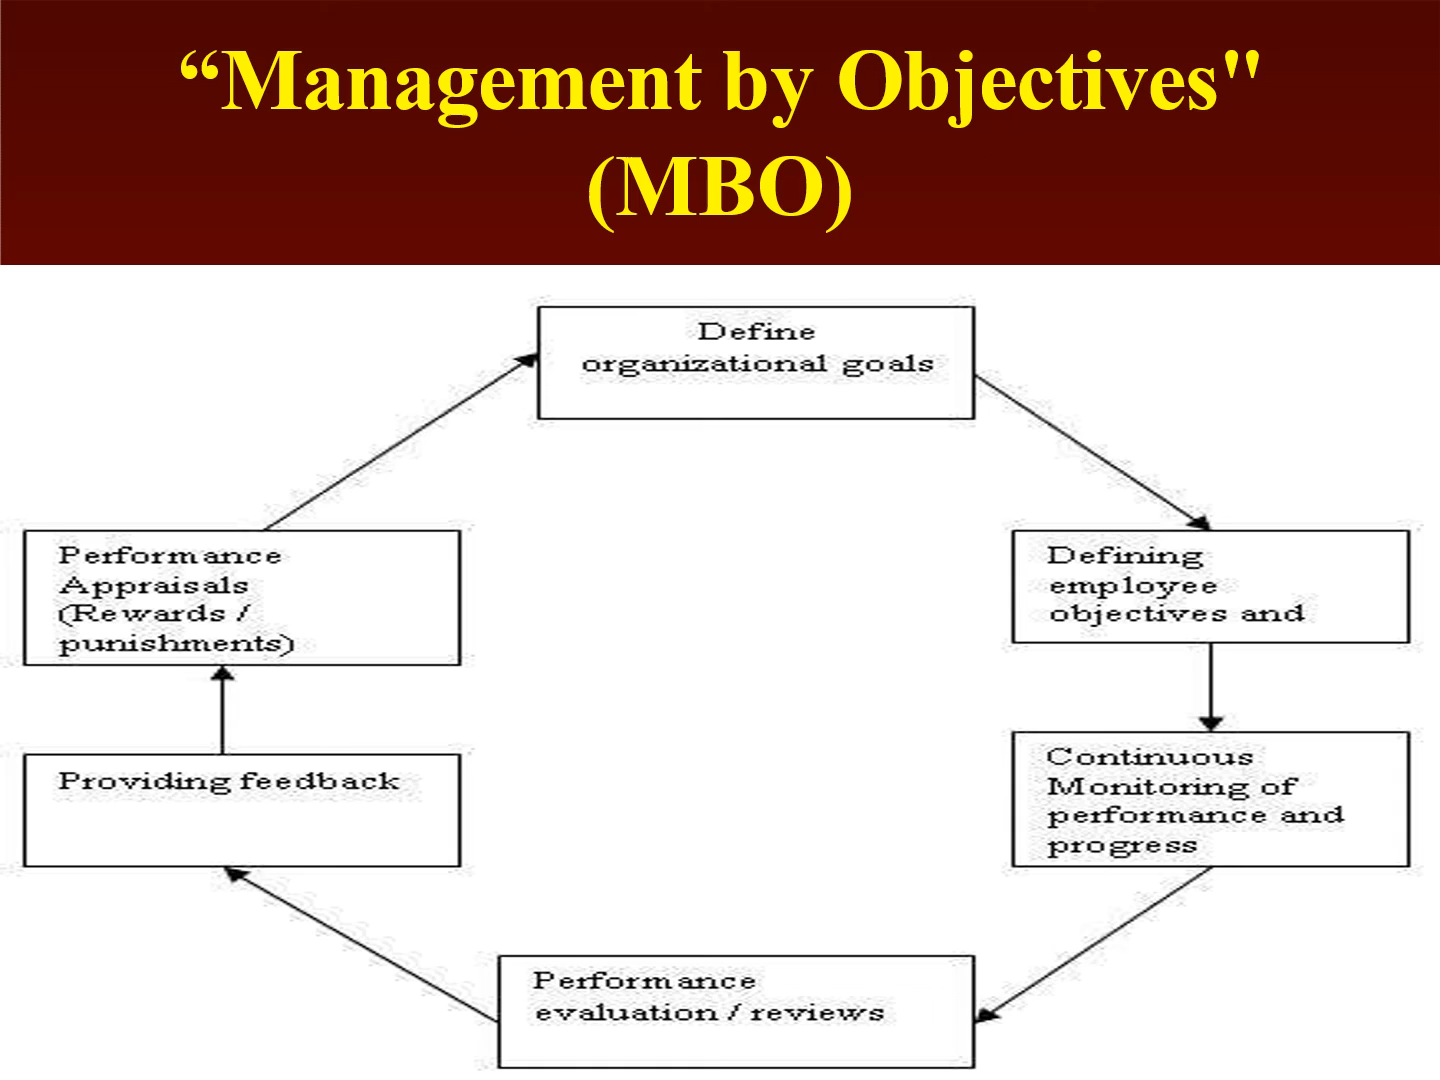 “Management by Objectives"
(MBO)
Define
organizational goals
Defining
employee
objectives and
Continuous
Monitoring of
performance and
progress
Performance
evaluation / reviews
Providing feedback
Performance
Appraisals
(Rewards /
punishments)